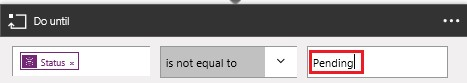 Do until
Status × is not equal to Pending